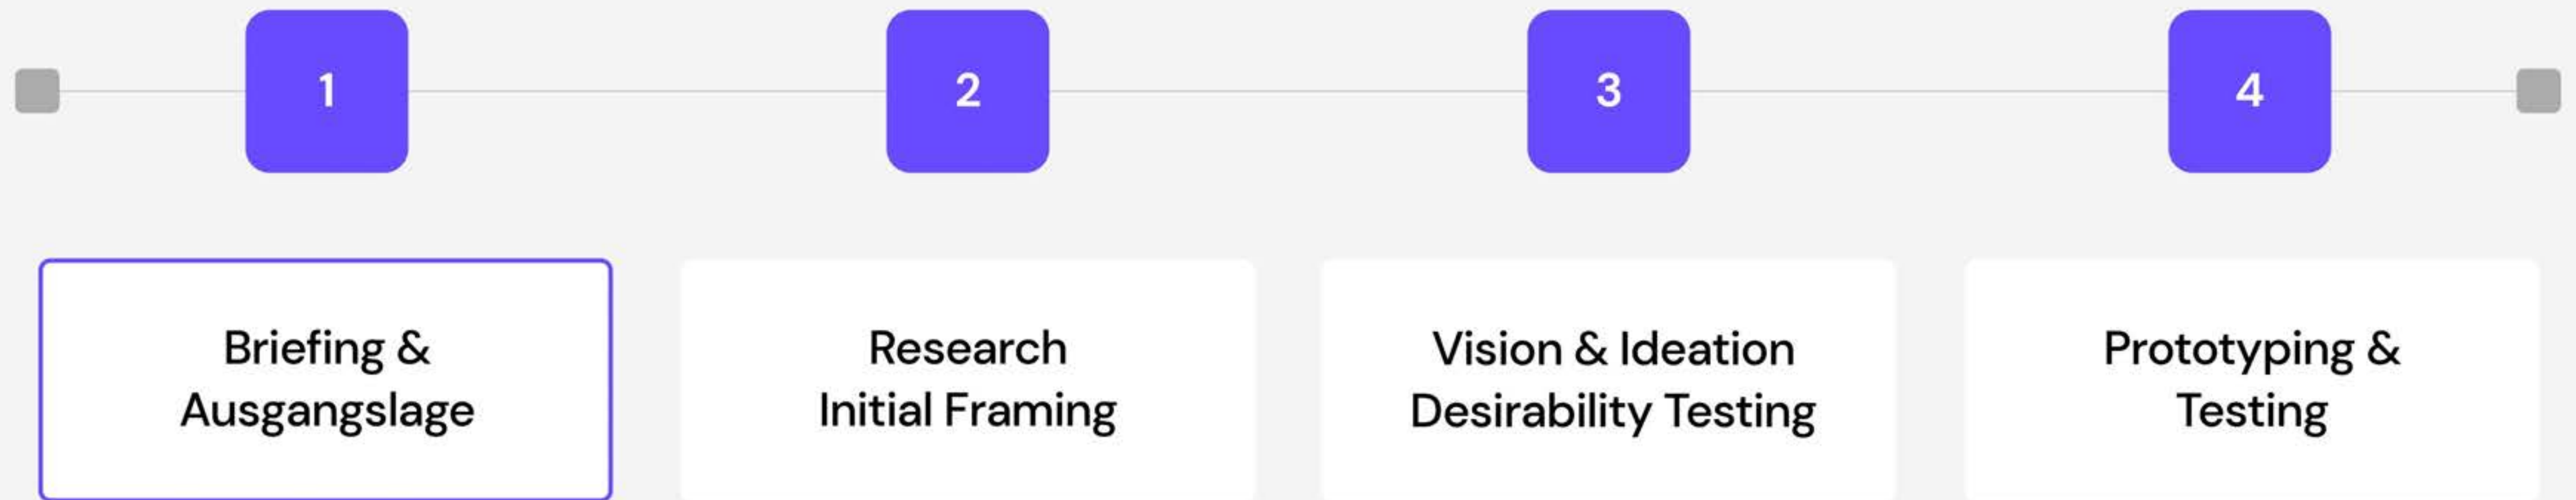 1
2
3
4
Briefing &
Ausgangslage
Research
Initial Framing
Vision & Ideation
Desirability Testing
Prototyping &
Testing